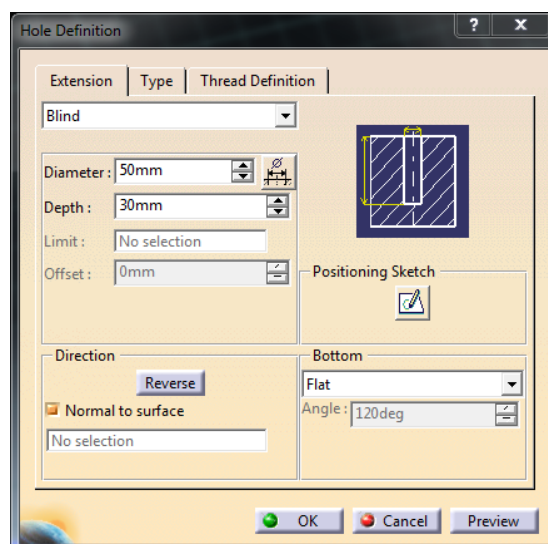 Hole Definition
? x
Extension Type Thread Definition
Blind
Diameter : 50mm
Depth : 30mm
Limit : No selection
Offset : 0mm
Positioning Sketch
Direction
Reverse
Normal to surface
No selection
Bottom
Flat
Angle : 120deg
OK Cancel Preview